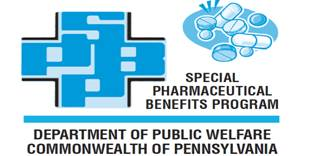 SPECIAL
PHARMACEUTICAL
BENEFITS PROGRAM
DEPARTMENT OF PUBLIC WELFARE
COMMONWEALTH OF PENNSYLVANIA